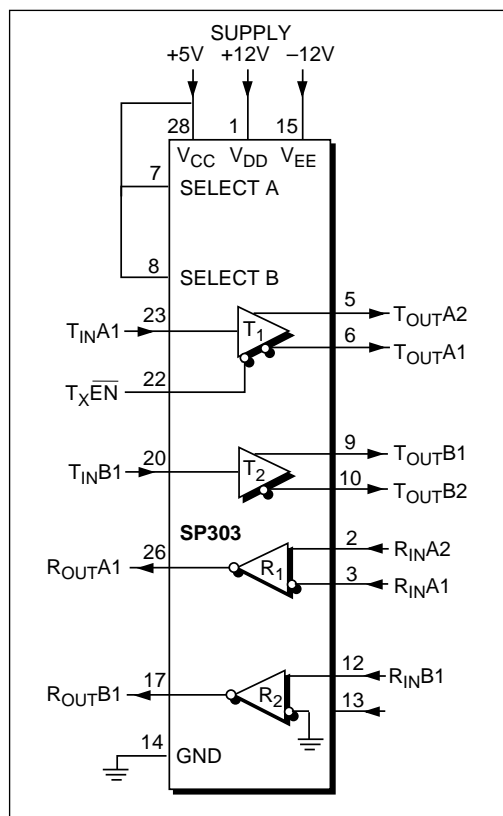 SUPPLY
+5V +12V –12V
28 1 15
VCC VDD VEE
7 SELECT A
8 SELECT B
23 5 TOUTA2
TINA1 T1
6 TOUTA1
22
TXEN
20 9 TOUTB1
TINB1 T2
10 TOUTB2
SP303
26 2 RINA2
ROUTA1 R1
3 RINA1
17 12 RINB1
ROUTB1 R2
13
14 GND